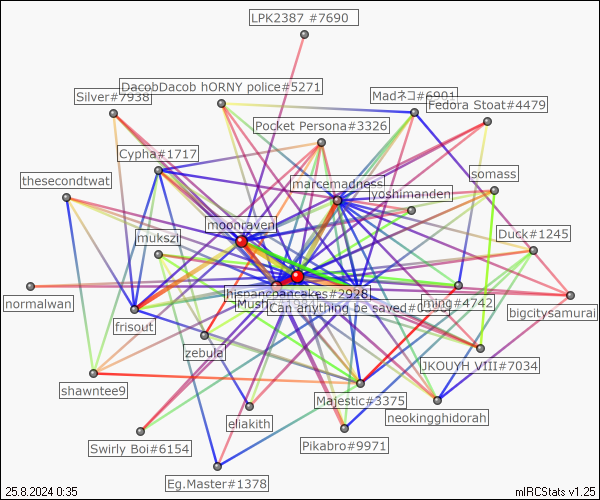 LPK2387 #7690
DacobDacob hORNY police#5271
Silver#7938
Madネコ#6901
Fedora Stoat#4479
Pocket Persona#3326
Cypha#1717
somass
thesecondtwat
marcemadness
yoshimanden
moonraven
mukszi
Duck#1245
hispanicpancakes#2928
normalwan
Can anything be saved
ming#4742
bigcitysamurai
frisout
zebula
JKOUYH VIII#7034
shawntee9
Majestic#3375
neokingghidorah
eliakith
Swirly Boi#6154
Pikabro#9971
Eg.Master#1378
25.8.2024 0:35
mIRCStats v1.25